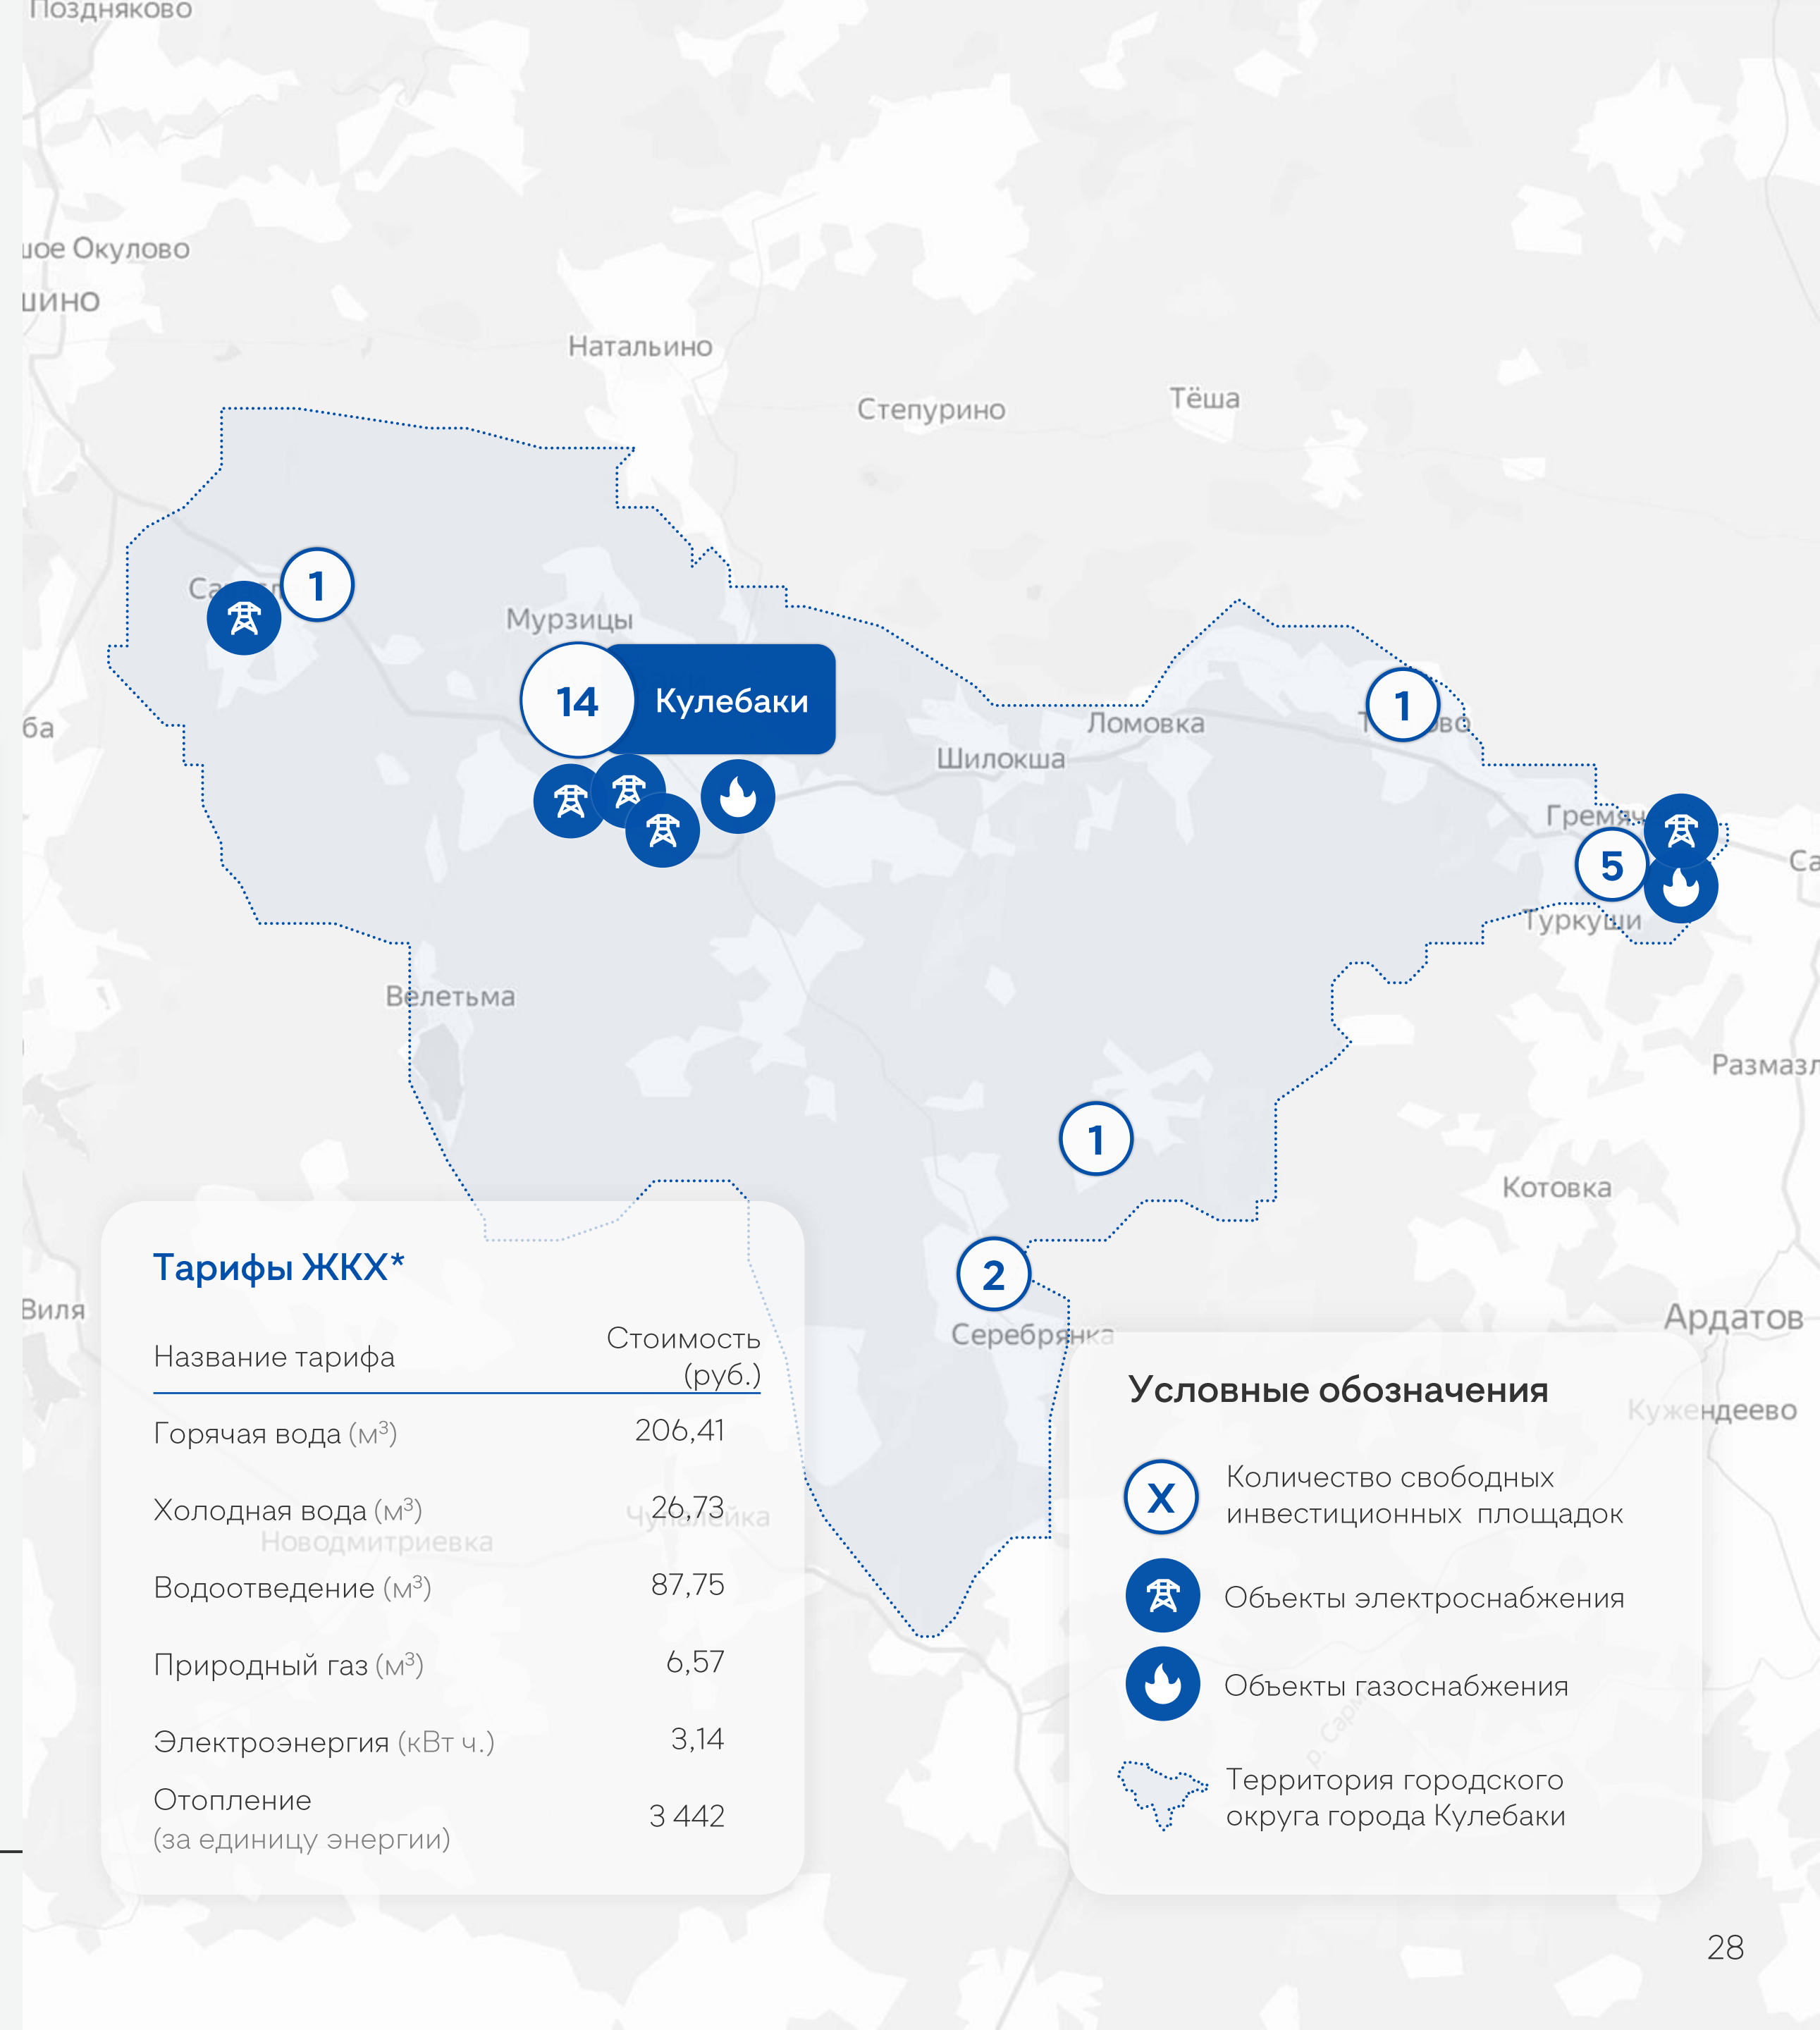 Поздняково
шое Окулово
шино
Натальино
Степурино
Тёша
1
Мурзицы
14
Кулебаки
ба
Ломовка
Шилокша
1
Гремяч
5
Са
Туркуши
Велетьма
Размазл
1
Котовка
2
Серебрянка
Виля
Ардатов
Кужендеево
Тарифы ЖКХ*
Название тарифа
Стоимость
(руб.)
Горячая вода (м³) 206,41
Холодная вода (м³) 26,73
Чупалейка
Новодмитриевка
Водоотведение (м³) 87,75
Природный газ (м³) 6,57
Электроэнергия (кВт ч.) 3,14
Отопление
(за единицу энергии) 3 442
Условные обозначения
X
Количество свободных
инвестиционных площадок
Объекты электроснабжения
Объекты газоснабжения
Территория городского
округа города Кулебаки
28